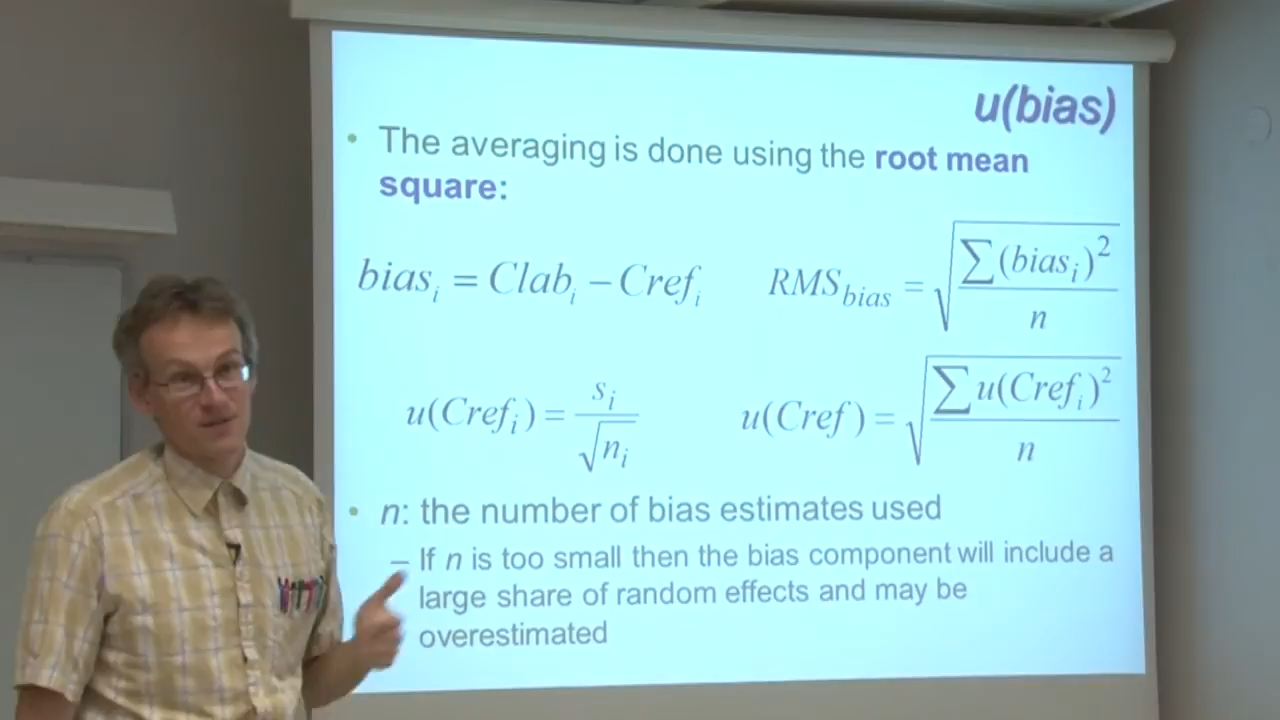 u(bias)
• The averaging is done using the root mean
square:
bias_i = Clab_i − Cref_i
RMS_bias = √(∑(bias_i)² / n)
u(Cref_i) = s_i / √n_i
u(Cref) = √(∑u(Cref_i)² / n)
• n: the number of bias estimates used
– If n is too small then the bias component will include a
large share of random effects and may be
overestimated